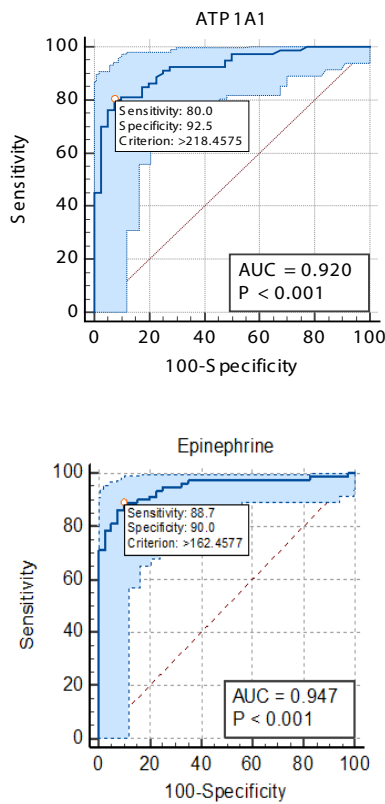 ATP1A1
100
80
60
40
20
0
Sensitivity
Sensitivity: 80.0
Specificity: 92.5
Criterion: >218.4575
AUC = 0.920
P < 0.001
0 20 40 60 80 100
100-Specificity
Epinephrine
100
80
60
40
20
0
Sensitivity
Sensitivity: 88.7
Specificity: 90.0
Criterion: >162.4577
AUC = 0.947
P < 0.001
0 20 40 60 80 100
100-Specificity